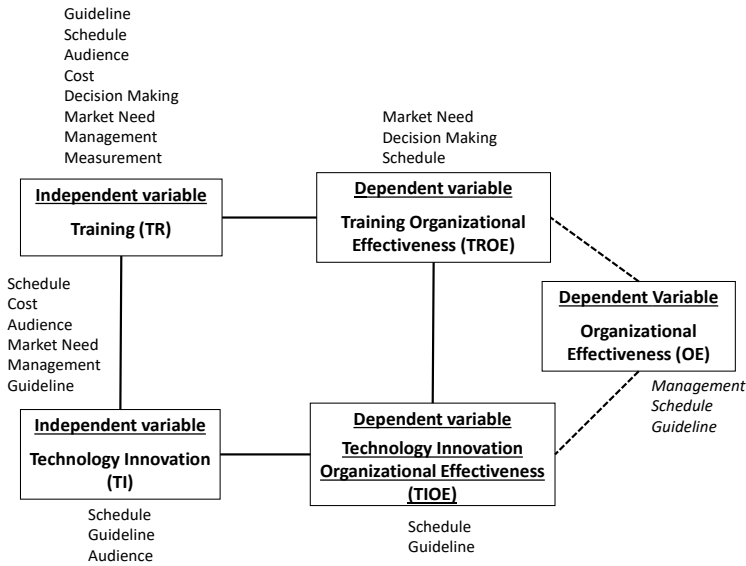 Guideline
Schedule
Audience
Cost
Decision Making
Market Need
Management
Measurement
Market Need
Decision Making
Schedule
Independent variable
Training (TR)
Dependent variable
Training Organizational
Effectiveness (TROE)
Schedule
Cost
Audience
Market Need
Management
Guideline
Dependent Variable
Organizational
Effectiveness (OE)
Management
Schedule
Guideline
Independent variable
Technology Innovation
(TI)
Dependent variable
Technology Innovation
Organizational Effectiveness
(TIOE)
Schedule
Guideline
Audience
Schedule
Guideline